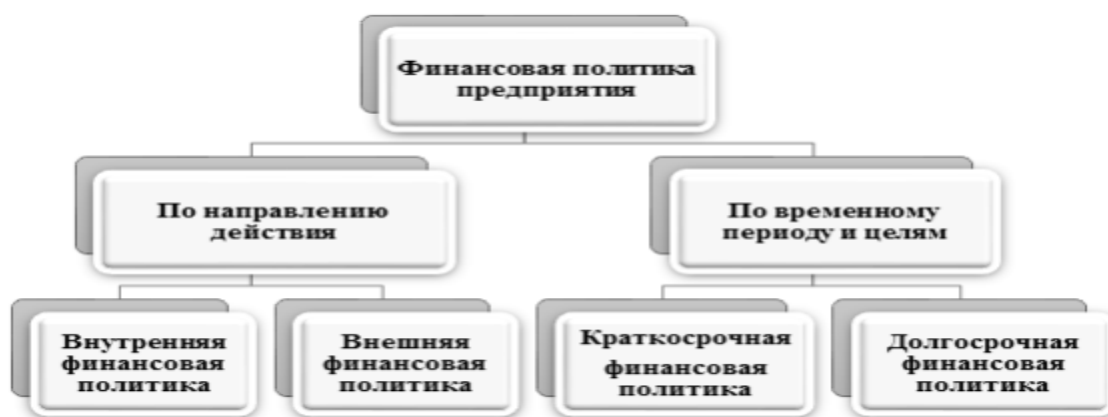 Финансовая политика
предприятия
По направлению
действия
По временному
периоду и целям
Внутренняя
финансовая
политика
Внешняя
финансовая
политика
Краткосрочная
финансовая
политика
Долгосрочная
финансовая
политика